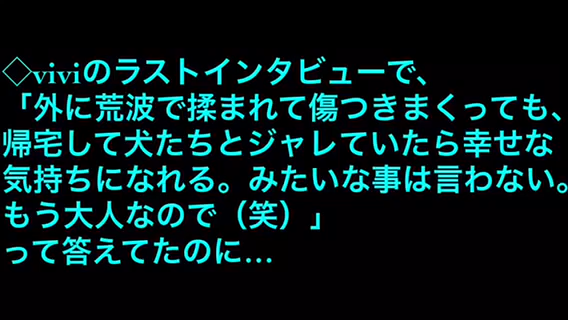 ◇viviのラストインタビューで、
「外に荒波で揉まれて傷つきまくっても、
帰宅して犬たちとジャレていたら幸せな
気持ちになれる。みたいな事は言わない。
もう大人なので（笑）」
って答えてたのに…